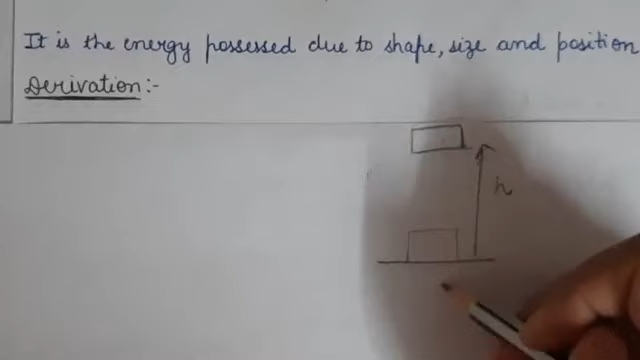 It is the energy possessed due to shape, size and position
Derivation:-
h